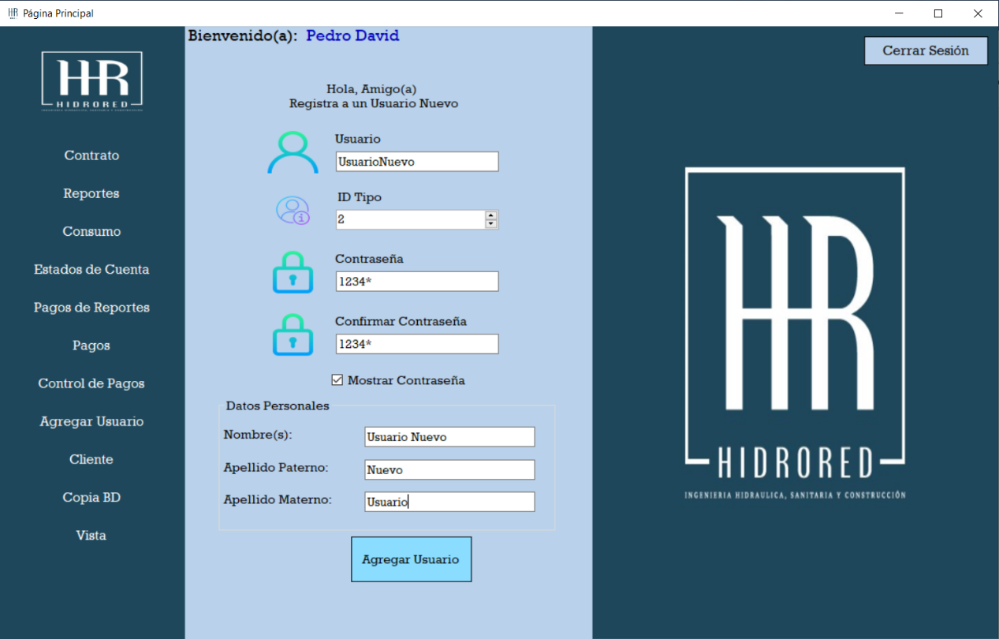 HR Página Principal
Bienvenido(a): Pedro David
Cerrar Sesión
HR
HIDRORED
Contrato
Reportes
Consumo
Estados de Cuenta
Pagos de Reportes
Pagos
Control de Pagos
Agregar Usuario
Cliente
Copia BD
Vista
Hola, Amigo(a)
Registra a un Usuario Nuevo
Usuario
UsuarioNuevo
ID Tipo
2
Contraseña
1234*
Confirmar Contraseña
1234*
Mostrar Contraseña
Datos Personales
Nombre(s): Usuario Nuevo
Apellido Paterno: Nuevo
Apellido Materno: Usuario
Agregar Usuario
HR
HIDRORED
INGENIERIA HIDRAULICA, SANITARIA Y CONSTRUCCIÓN